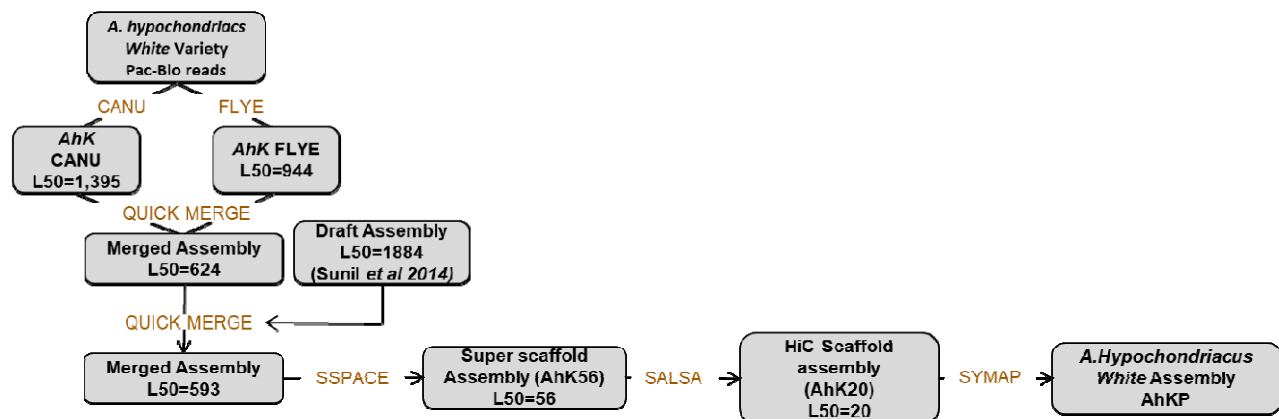 A. hypochondriacs
White Variety
Pac-BIo reads
CANU
FLYE
AhK
CANU
L50=1,395
AhK FLYE
L50=944
QUICK MERGE
Merged Assembly
L50=624
Draft Assembly
L50=1884
(Sunil et al 2014)
QUICK MERGE
Merged Assembly
L50=593
SSPACE
Super scaffold
Assembly (AhK56)
L50=56
SALSA
HiC Scaffold
assembly
(AhK20)
L50=20
SYMAP
A.Hypochondriacus
White Assembly
AhKP